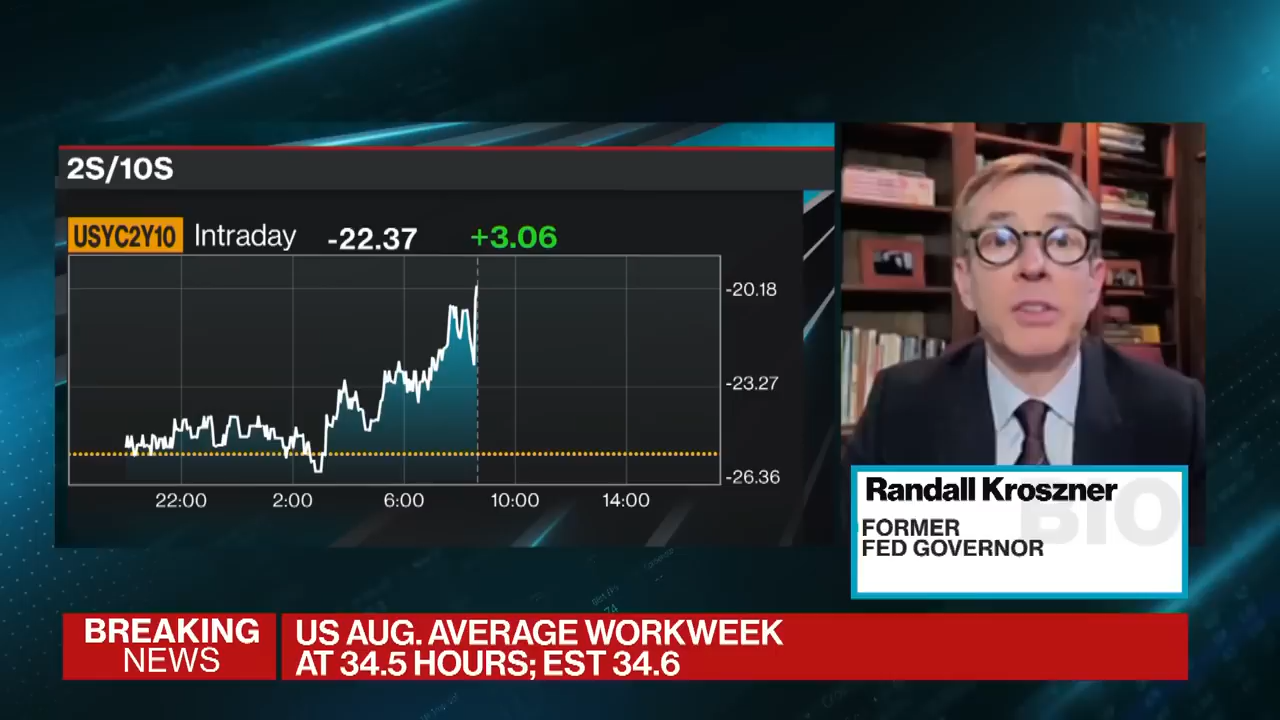 2S/10S
USYC2Y10 Intraday -22.37 +3.06
-20.18
-23.27
-26.36
22:00 2:00 6:00 10:00 14:00
Randall Kroszner
BIO
FORMER
FED GOVERNOR
BREAKING
NEWS
US AUG. AVERAGE WORKWEEK
AT 34.5 HOURS; EST 34.6